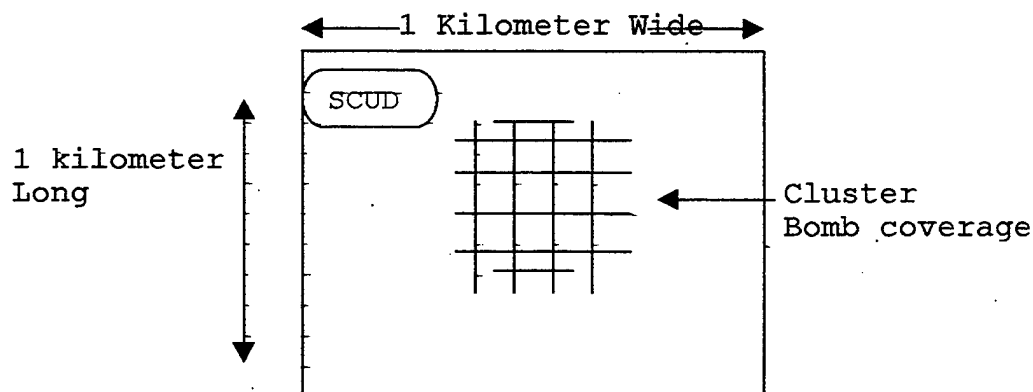 1 Kilometer Wide
SCUD
1 kilometer
Long
Cluster
Bomb coverage